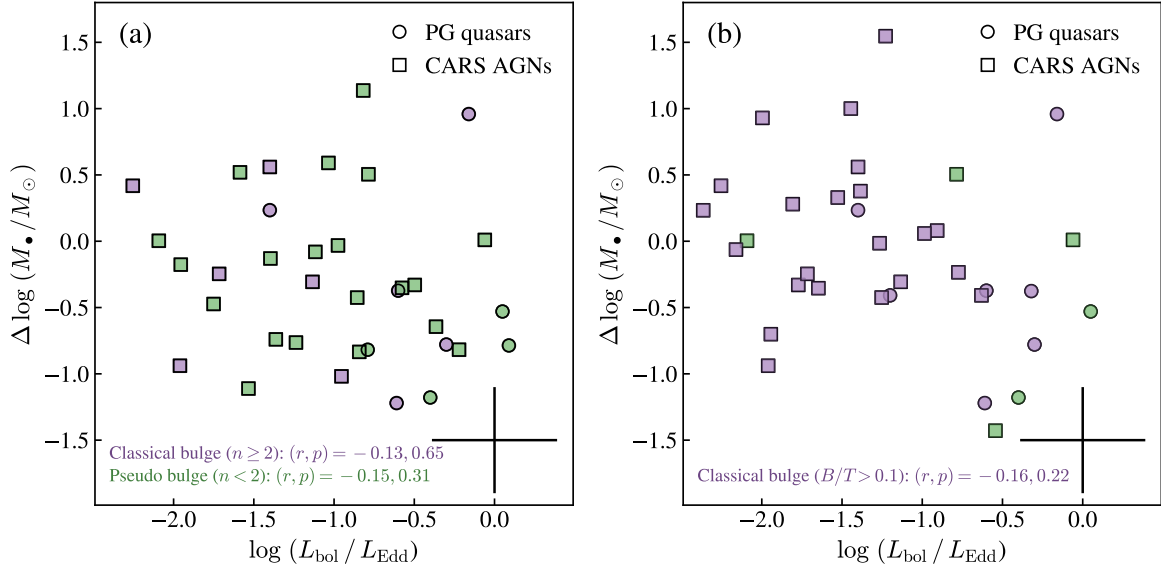 (a)
PG quasars
CARS AGNs
1.5
1.0
0.5
0.0
−0.5
−1.0
−1.5
Δ log (M• / M⊙)
Classical bulge (n ≥ 2): (r, p) = − 0.13, 0.65
Pseudo bulge (n < 2): (r, p) = − 0.15, 0.31
−2.0 −1.5 −1.0 −0.5 0.0
log (Lbol / LEdd)
(b)
PG quasars
CARS AGNs
1.5
1.0
0.5
0.0
−0.5
−1.0
−1.5
Δ log (M• / M⊙)
Classical bulge (B/T > 0.1): (r, p) = − 0.16, 0.22
−2.0 −1.5 −1.0 −0.5 0.0
log (Lbol / LEdd)